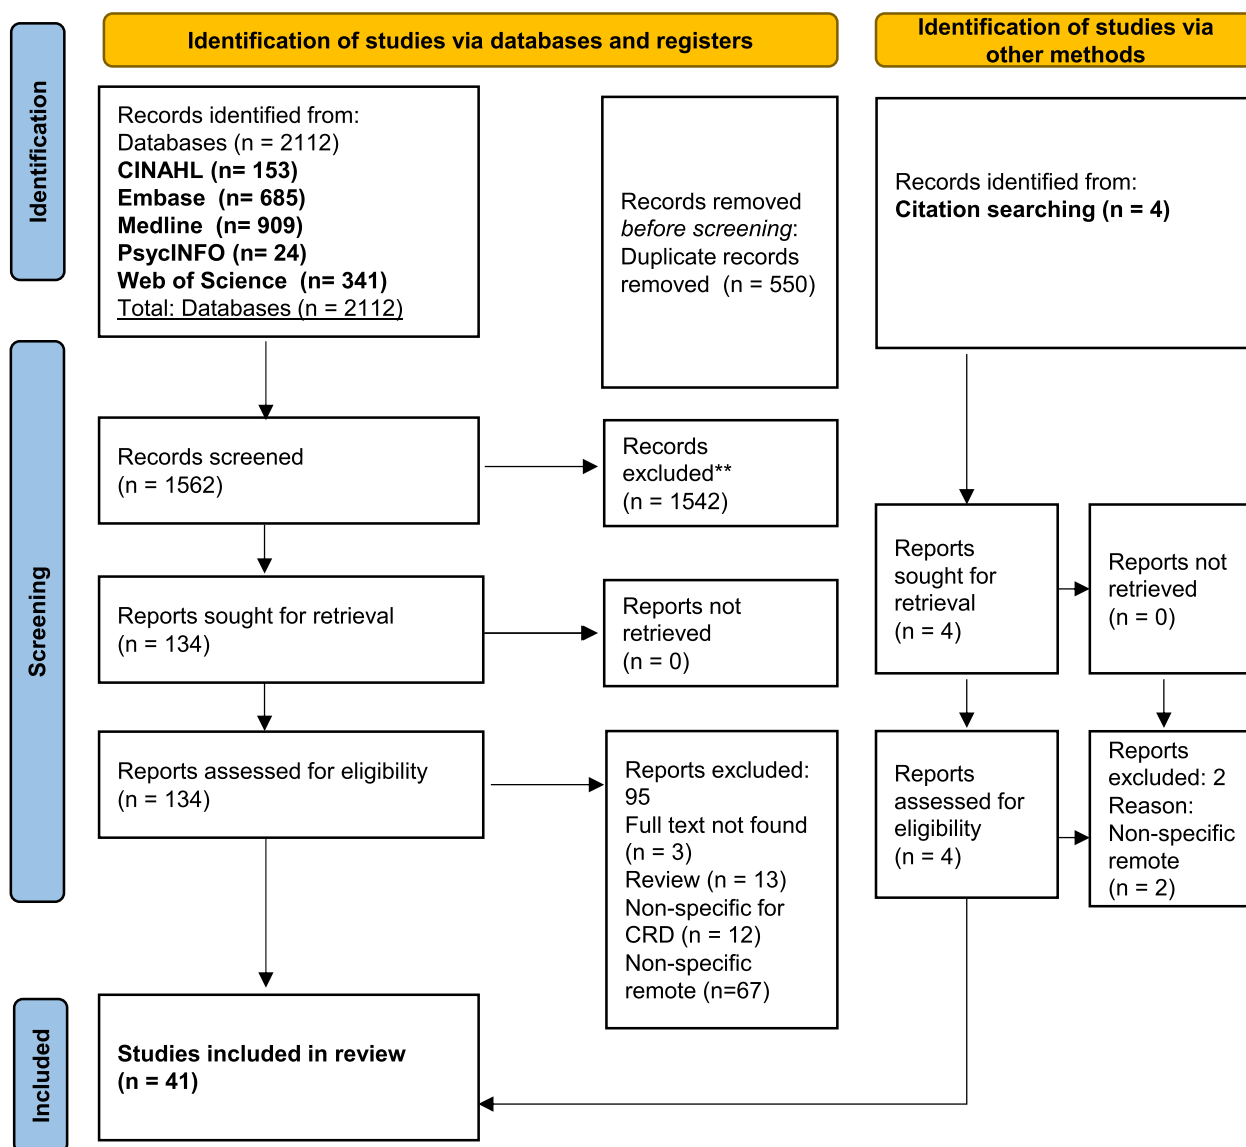 Identification of studies via databases and registers
Identification of studies via
other methods
Identification
Records identified from:
Databases (n = 2112)
CINAHL (n= 153)
Embase  (n= 685)
Medline (n= 909)
PsycINFO (n= 24)
Web of Science  (n= 341)
Total: Databases (n = 2112)
Records removed
before screening:
Duplicate records
removed  (n = 550)
Records identified from:
Citation searching (n = 4)
Screening
Records screened
(n = 1562)
Records
excluded**
(n = 1542)
Reports sought for retrieval
(n = 134)
Reports not
retrieved
(n = 0)
Reports
sought for
retrieval
(n = 4)
Reports not
retrieved
(n = 0)
Reports assessed for eligibility
(n = 134)
Reports excluded:
95
Full text not found
(n = 3)
Review (n = 13)
Non-specific for
CRD (n = 12)
Non-specific
remote (n=67)
Reports
assessed for
eligibility
(n = 4)
Reports
excluded: 2
Reason:
Non-specific
remote
(n = 2)
Included
Studies included in review
(n = 41)